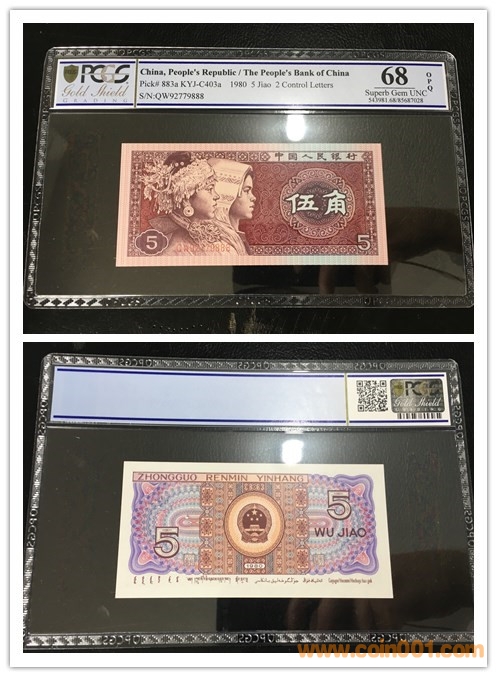 PCGS
Gold Shield
GRADING
China, People's Republic / The People's Bank of China
Pick# 883a KYJ-C403a 1980 5 Jiao 2 Control Letters
S/N:QW92779888
68
OPQ
Superb Gem UNC
543981.68/85687028
中国人民银行
伍角
5
5
PCGS
Gold Shield
GRADING
ZHONGGUO RENMIN YINHANG
5
5
WU JIAO
1980
www.coin001.com